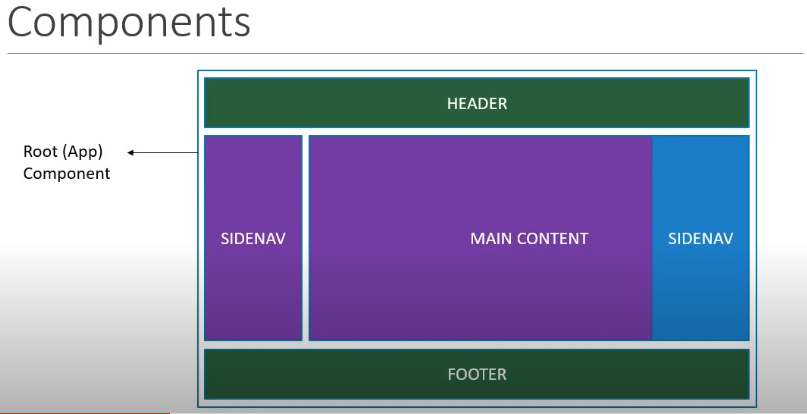 Components
HEADER
Root (App)
Component
SIDENAV
MAIN CONTENT
SIDENAV
FOOTER